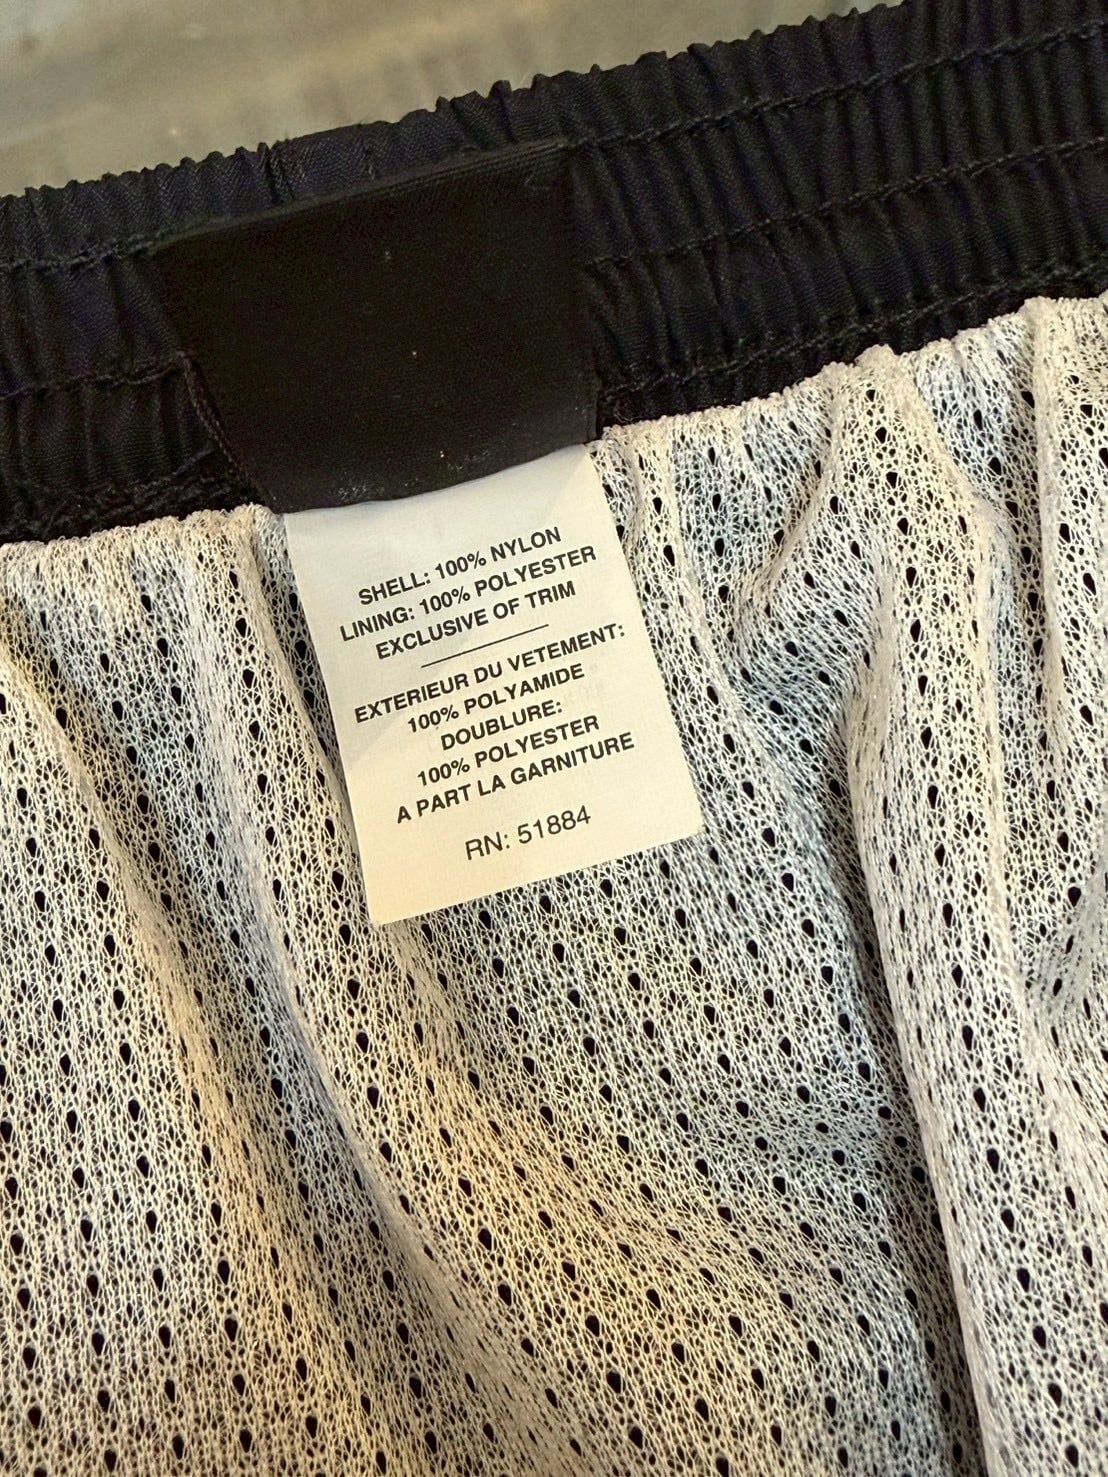 SHELL: 100% NYLON
LINING: 100% POLYESTER
EXCLUSIVE OF TRIM
EXTERIEUR DU VETEMENT:
100% POLYAMIDE
DOUBLURE:
100% POLYESTER
A PART LA GARNITURE
RN: 51884